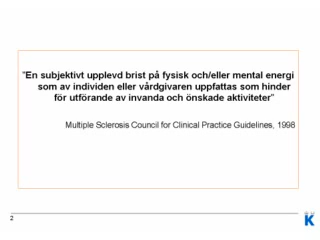 "En subjektivt upplevd brist på fysisk och/eller mental energi
som av individen eller vårdgivaren uppfattas som hinder
för utförande av invanda och önskade aktiviteter"
Multiple Sclerosis Council for Clinical Practice Guidelines, 1998
2
K